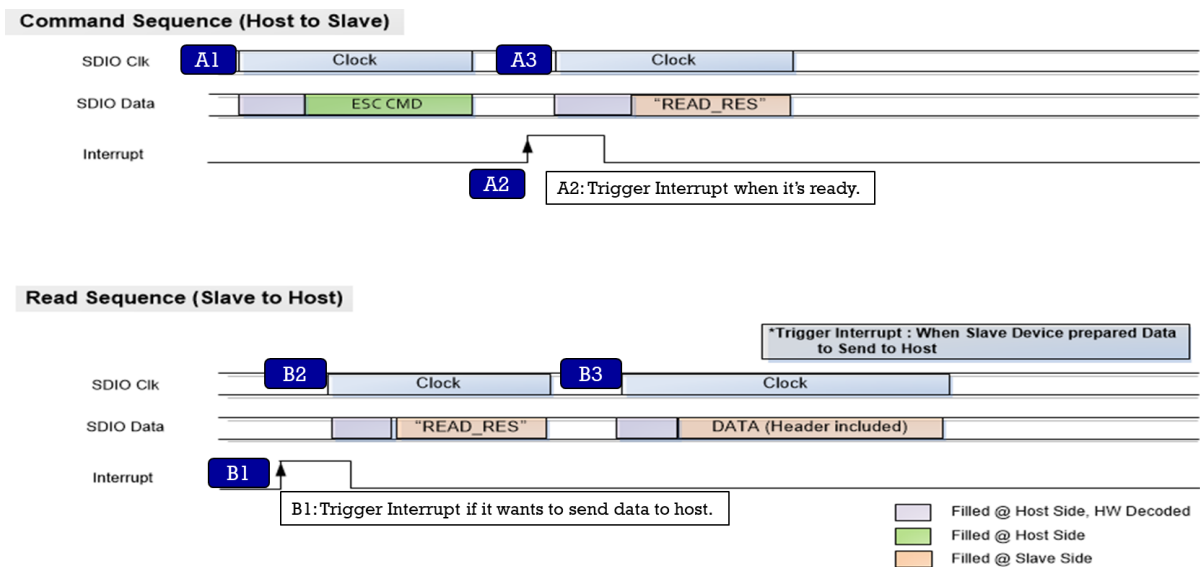 Command Sequence (Host to Slave)
SDIO Clk
A1
Clock
A3
Clock
SDIO Data
ESC CMD
"READ_RES"
Interrupt
A2
A2: Trigger Interrupt when it's ready.
Read Sequence (Slave to Host)
*Trigger Interrupt : When Slave Device prepared Data
to Send to Host
SDIO Clk
B2
Clock
B3
Clock
SDIO Data
"READ_RES"
DATA (Header included)
Interrupt
B1
B1: Trigger Interrupt if it wants to send data to host.
Filled @ Host Side, HW Decoded
Filled @ Host Side
Filled @ Slave Side